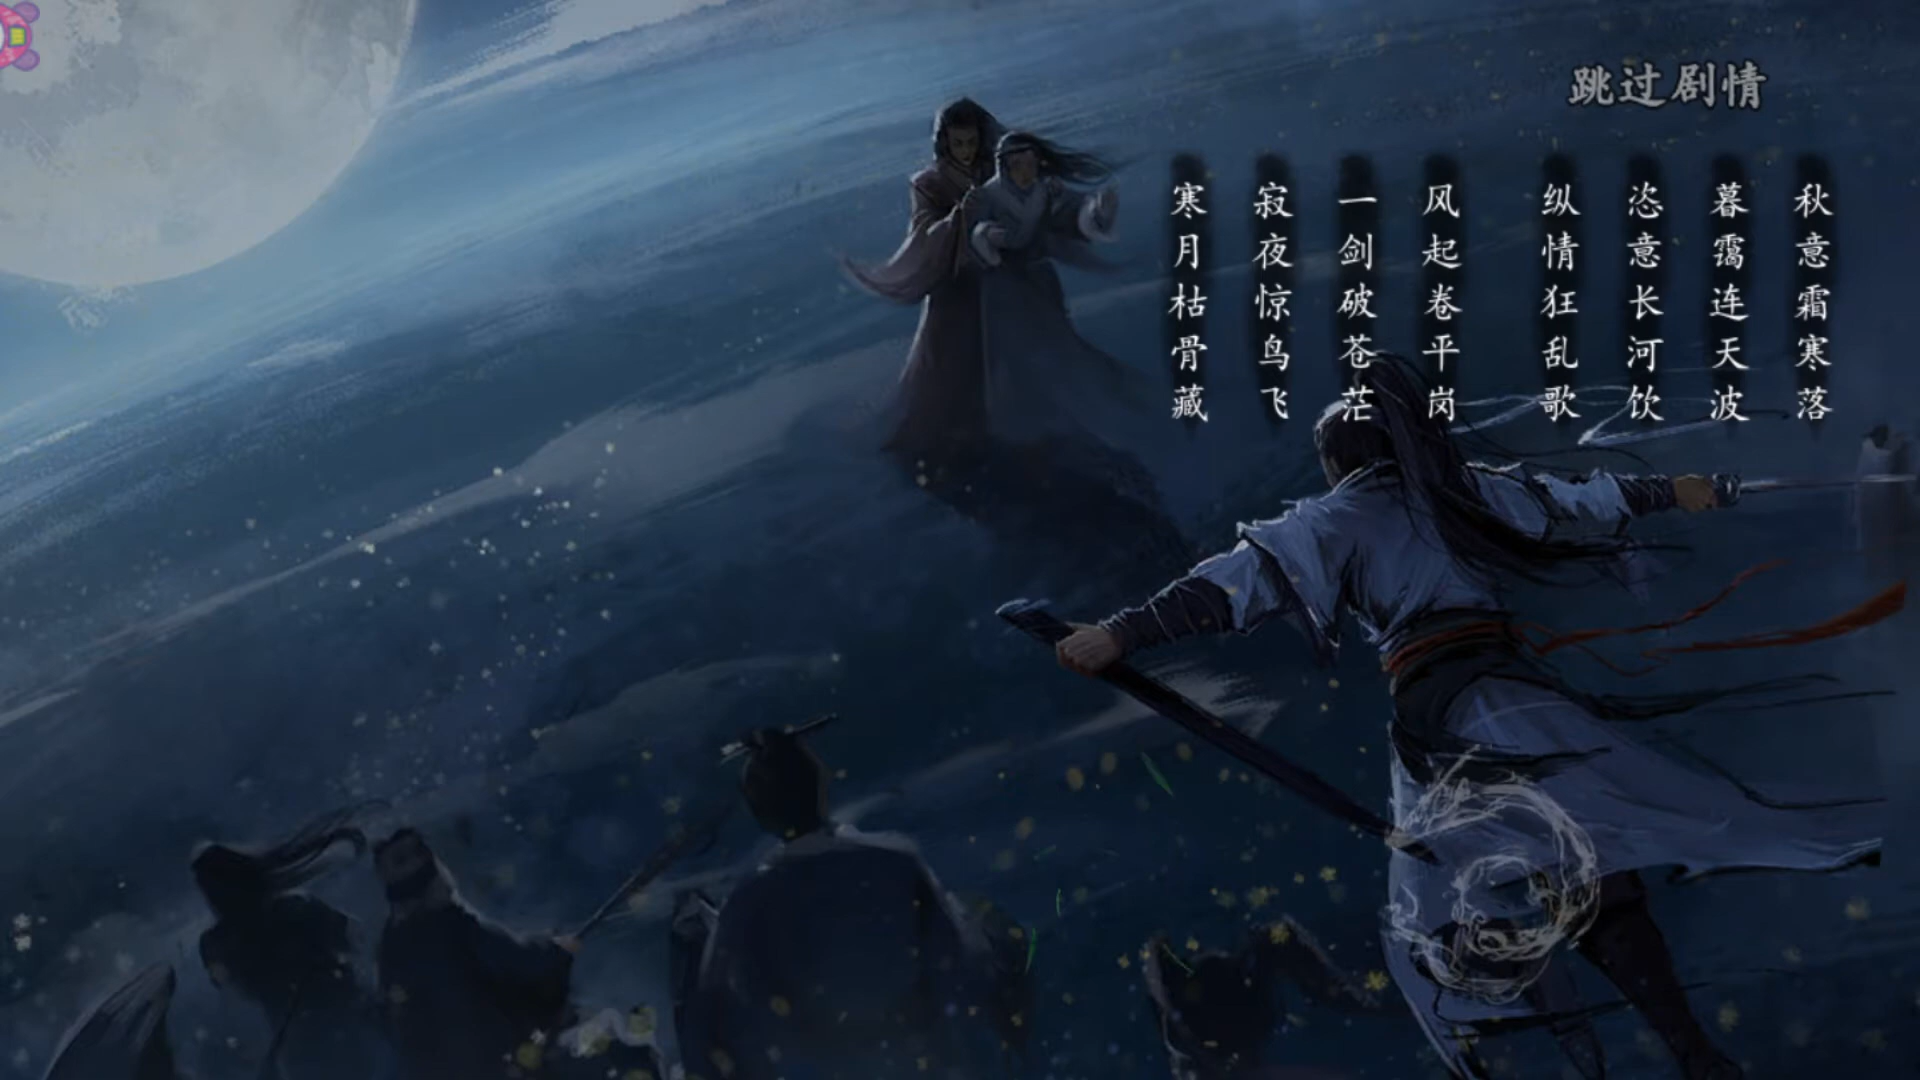 跳过剧情
秋意霜寒落
暮霭连天波
恣意长河饮
纵情狂乱歌
风起卷平岗
一剑破苍茫
寂夜惊鸟飞
寒月枯骨藏